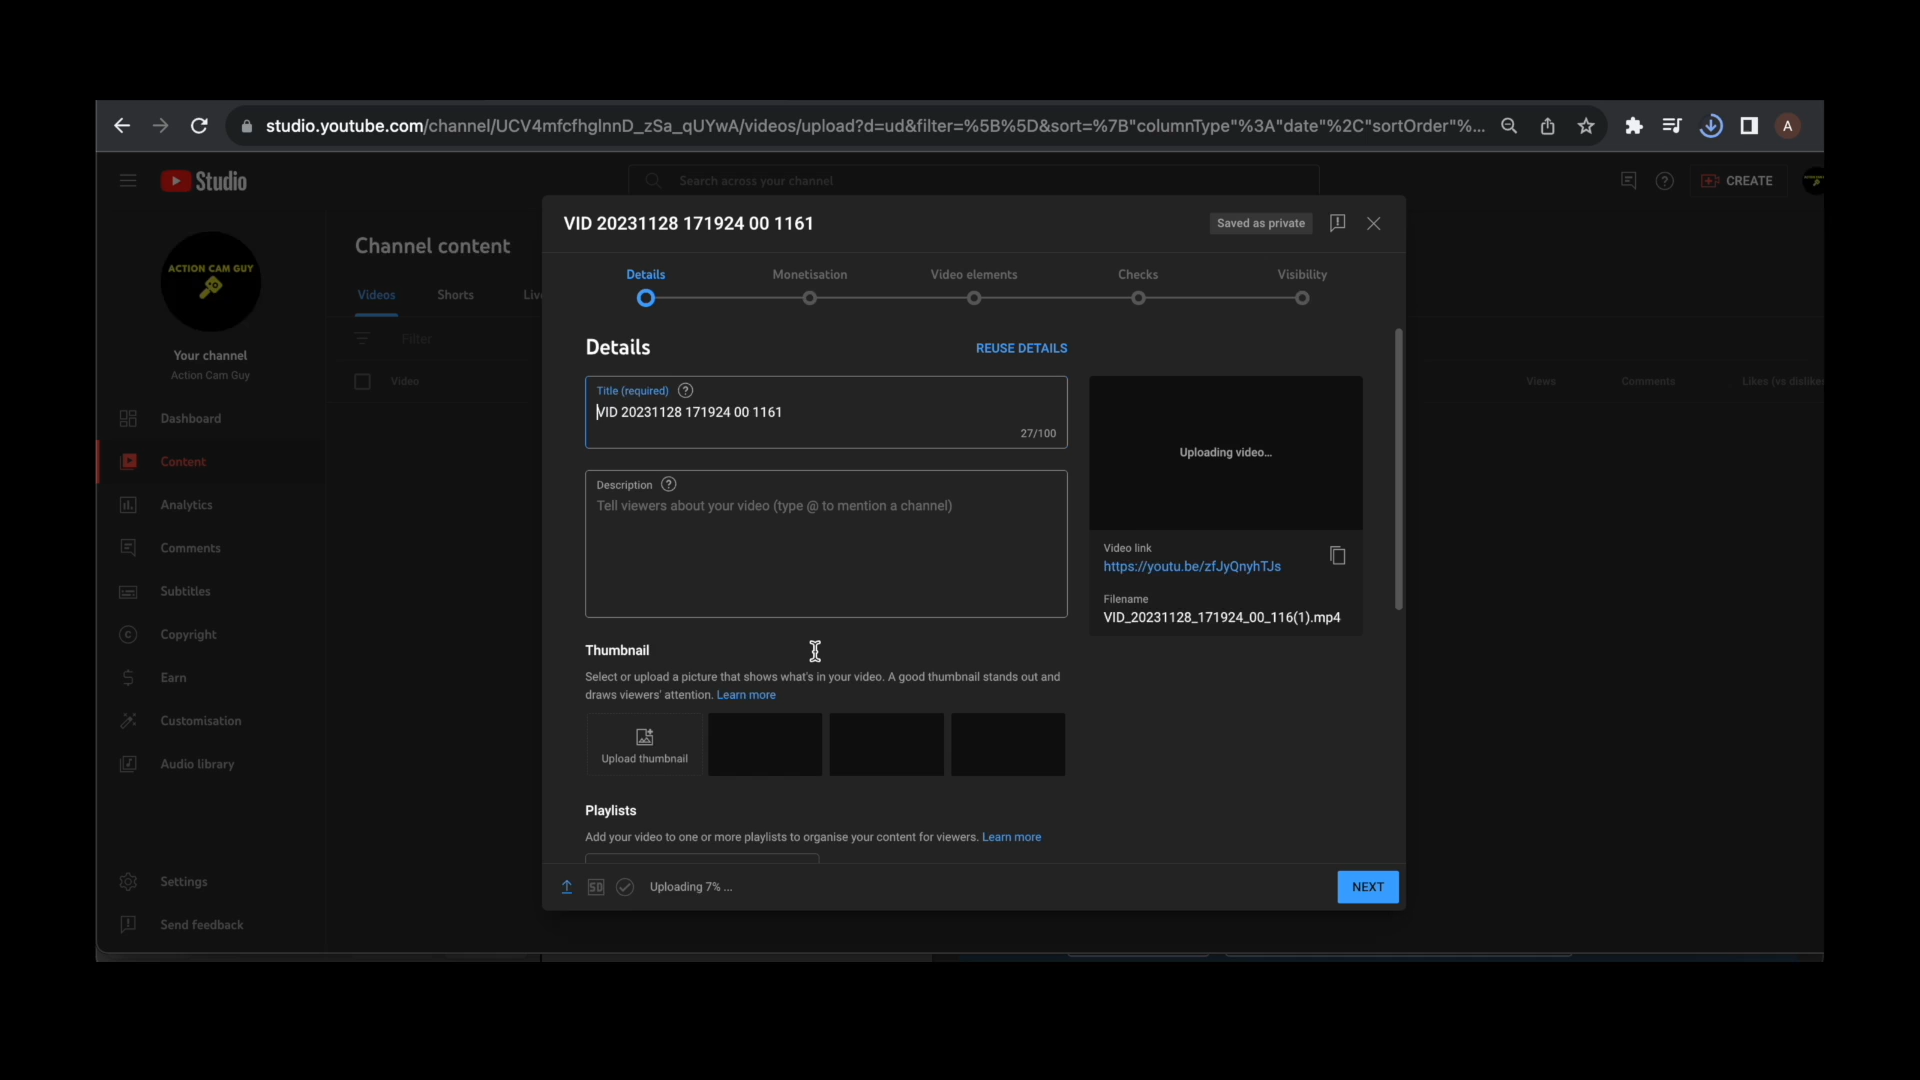 studio.youtube.com/channel/UCV4mfcfhglnnD_zSa_qUYwA/videos/upload?d=ud&filter=%5B%5D&sort=%7B"columnType"%3A"date"%2C"sortOrder"%...
A
Studio
Search across your channel
CREATE
ACTION CAM GUY
Your channel
Action Cam Guy
Dashboard
Content
Analytics
Comments
Subtitles
Copyright
Earn
Customisation
Audio library
Settings
Send feedback
Channel content
Videos Shorts
Filter
Video
Views Comments
VID 20231128 171924 00 1161
Saved as private
Details Monetisation Video elements Checks Visibility
Details
REUSE DETAILS
Title (required) ?
VID 20231128 171924 00 1161
27/100
Description ?
Tell viewers about your video (type @ to mention a channel)
Uploading video...
Video link
https://youtu.be/zfJyQnyhTJs
Filename
VID_20231128_171924_00_116(1).mp4
Thumbnail
Select or upload a picture that shows what's in your video. A good thumbnail stands out and
draws viewers' attention. Learn more
Upload thumbnail
Playlists
Add your video to one or more playlists to organise your content for viewers. Learn more
SD Uploading 7% ...
NEXT